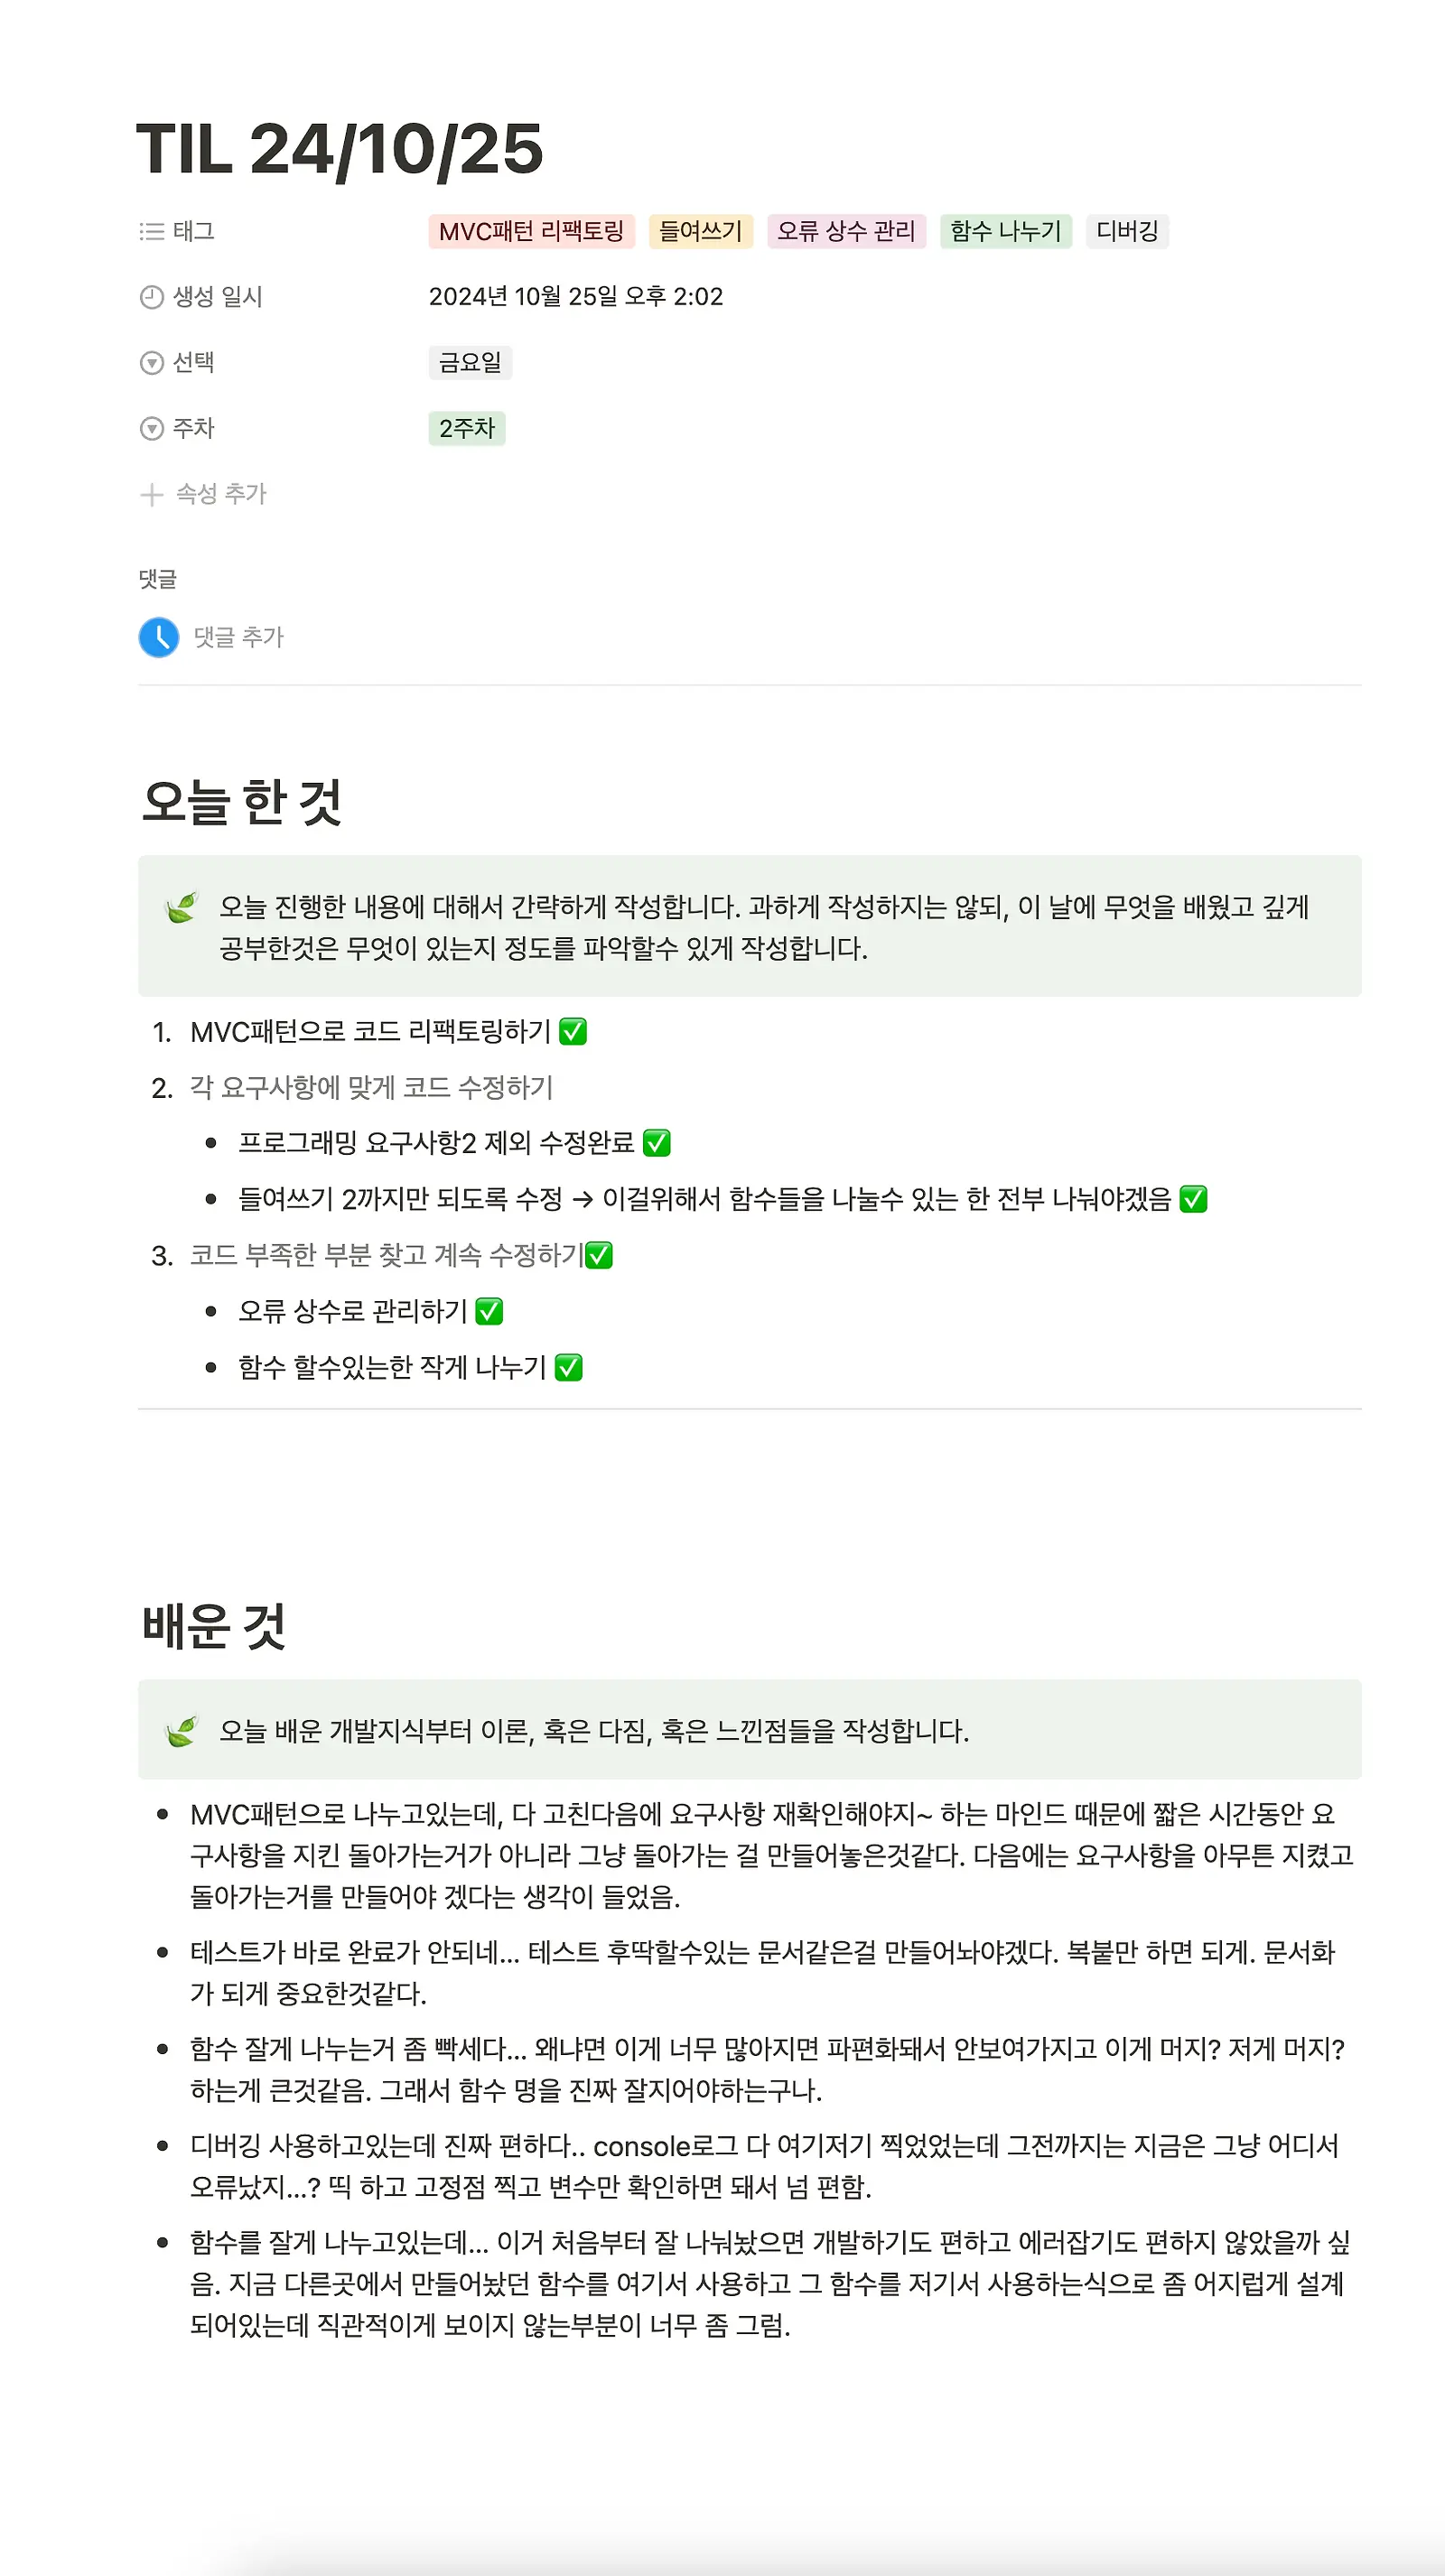 TIL 24/10/25
태그 MVC패턴 리팩토링 들여쓰기 오류 상수 관리 함수 나누기 디버깅
생성 일시 2024년 10월 25일 오후 2:02
선택 금요일
주차 2주차
속성 추가
댓글
댓글 추가
오늘 한 것
오늘 진행한 내용에 대해서 간략하게 작성합니다. 과하게 작성하지는 않되, 이 날에 무엇을 배웠고 깊게
공부한것은 무엇이 있는지 정도를 파악할수 있게 작성합니다.
1. MVC패턴으로 코드 리팩토링하기 ✅
2. 각 요구사항에 맞게 코드 수정하기
• 프로그래밍 요구사항2 제외 수정완료 ✅
• 들여쓰기 2까지만 되도록 수정 → 이걸위해서 함수들을 나눌수 있는 한 전부 나눠야겠음 ✅
3. 코드 부족한 부분 찾고 계속 수정하기✅
• 오류 상수로 관리하기 ✅
• 함수 할수있는한 작게 나누기 ✅
배운 것
오늘 배운 개발지식부터 이론, 혹은 다짐, 혹은 느낀점들을 작성합니다.
• MVC패턴으로 나누고있는데, 다 고친다음에 요구사항 재확인해야지~ 하는 마인드 때문에 짧은 시간동안 요
구사항을 지킨 돌아가는거가 아니라 그냥 돌아가는 걸 만들어놓은것같다. 다음에는 요구사항을 아무튼 지켰고
돌아가는거를 만들어야 겠다는 생각이 들었음.
• 테스트가 바로 완료가 안되네... 테스트 후딱할수있는 문서같은걸 만들어놔야겠다. 복붙만 하면 되게. 문서화
가 되게 중요한것같다.
• 함수 잘게 나누는거 좀 빡세다... 왜냐면 이게 너무 많아지면 파편화돼서 안보여가지고 이게 머지? 저게 머지?
하는게 큰것같음. 그래서 함수 명을 진짜 잘지어야하는구나.
• 디버깅 사용하고있는데 진짜 편하다.. console로그 다 여기저기 찍었었는데 그전까지는 지금은 그냥 어디서
오류났지...? 띡 하고 고정점 찍고 변수만 확인하면 돼서 넘 편함.
• 함수를 잘게 나누고있는데... 이거 처음부터 잘 나눠놨으면 개발하기도 편하고 에러잡기도 편하지 않았을까 싶
음. 지금 다른곳에서 만들어놨던 함수를 여기서 사용하고 그 함수를 저기서 사용하는식으로 좀 어지럽게 설계
되어있는데 직관적이게 보이지 않는부분이 너무 좀 그럼.